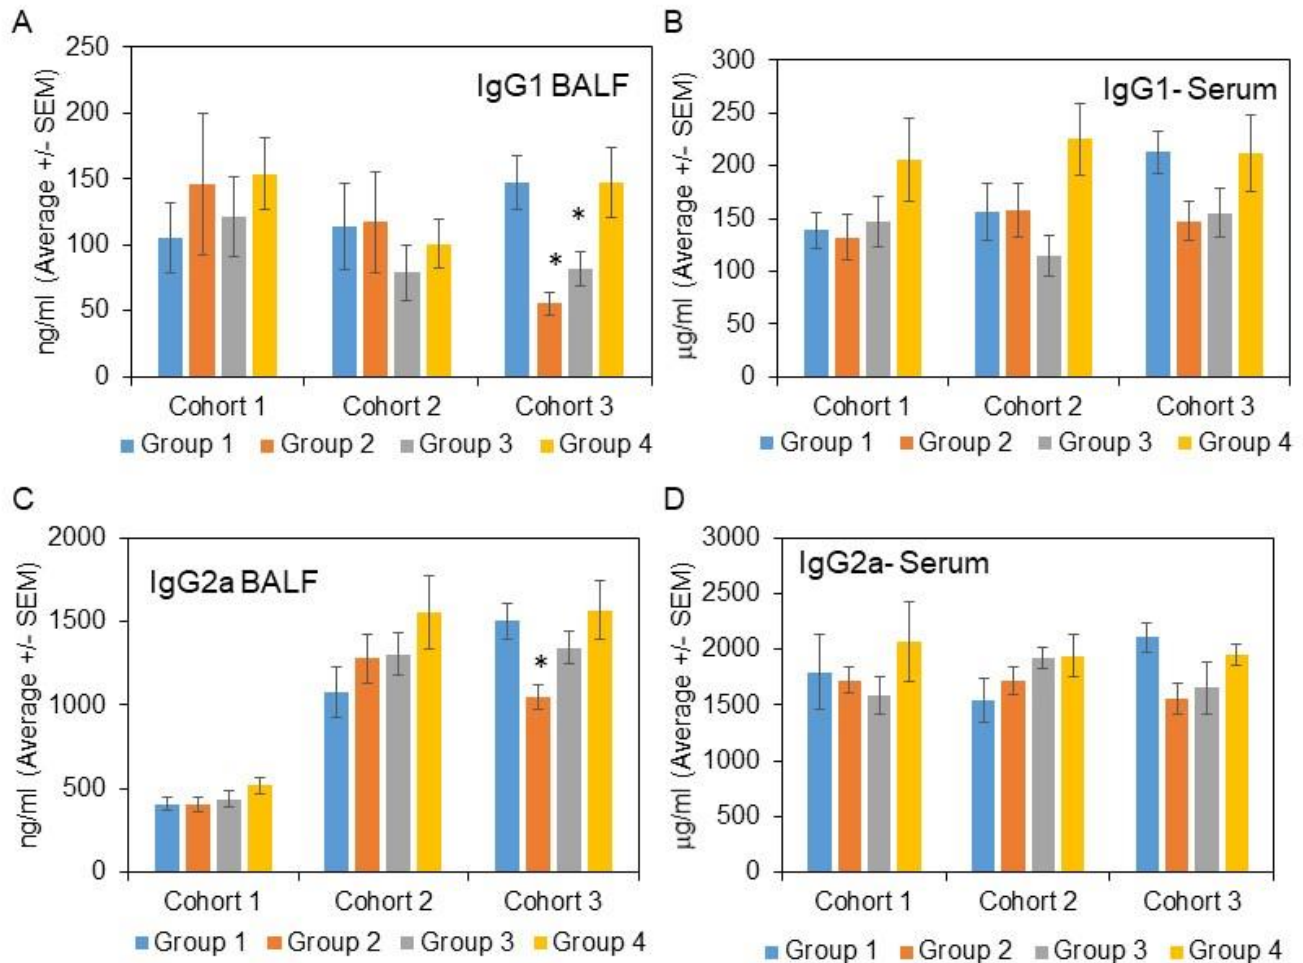 A
IgG1 BALF
ng/ml (Average +/- SEM)
250
200
150
100
50
0
*
*
Cohort 1 Cohort 2 Cohort 3
Group 1 Group 2 Group 3 Group 4
B
IgG1- Serum
µg/ml (Average +/- SEM)
300
250
200
150
100
50
0
Cohort 1 Cohort 2 Cohort 3
Group 1 Group 2 Group 3 Group 4
C
IgG2a BALF
ng/ml (Average +/- SEM)
2000
1500
1000
500
0
*
Cohort 1 Cohort 2 Cohort 3
Group 1 Group 2 Group 3 Group 4
D
IgG2a- Serum
µg/ml (Average +/- SEM)
3000
2500
2000
1500
1000
500
0
Cohort 1 Cohort 2 Cohort 3
Group 1 Group 2 Group 3 Group 4